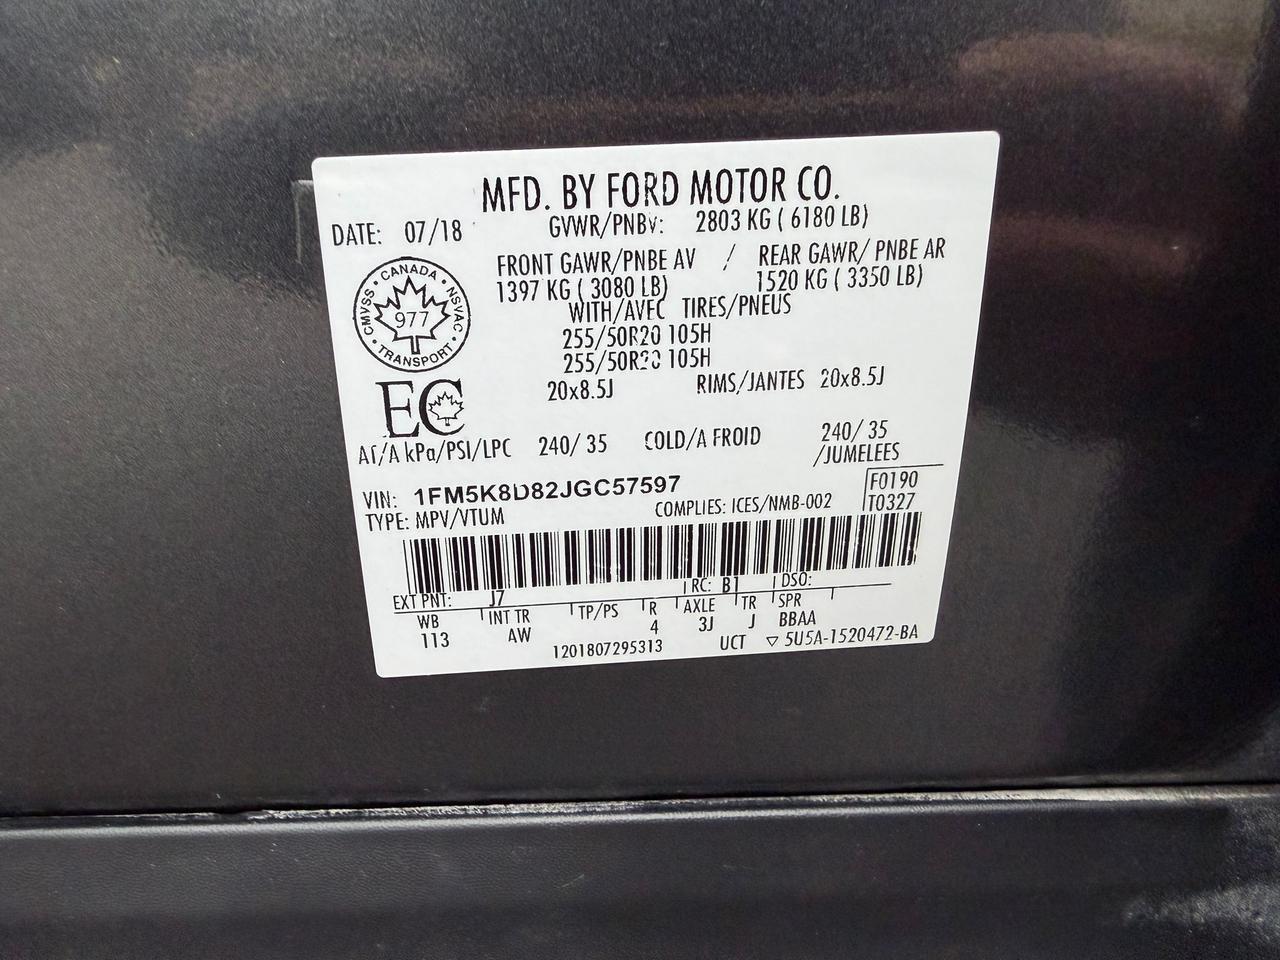 MFD. BY FORD MOTOR CO.
DATE: 07/18 GVWR/PNBV: 2803 KG ( 6180 LB)
FRONT GAWR/PNBE AV / REAR GAWR/ PNBE AR
1397 KG ( 3080 LB) 1520 KG ( 3350 LB)
WITH/AVEC TIRES/PNEUS
255/50R20 105H
255/50R20 105H
20x8.5J RIMS/JANTES 20x8.5J
CANADA
CMVSS NSVAC
977
TRANSPORT
EC
AT/A kPa/PSI/LPC 240/ 35 COLD/A FROID 240/ 35
/JUMELEES
VIN: 1FM5K8D82JGC57597 F0190
TYPE: MPV/VTUM COMPLIES: ICES/NMB-002 T0327
EXT PNT: J7 RC: B1 DSO:
WB INT TR TP/PS R AXLE TR SPR
113 AW 4 3J J BBAA
1201807295313 UCT ▽ 5U5A-1520472-BA